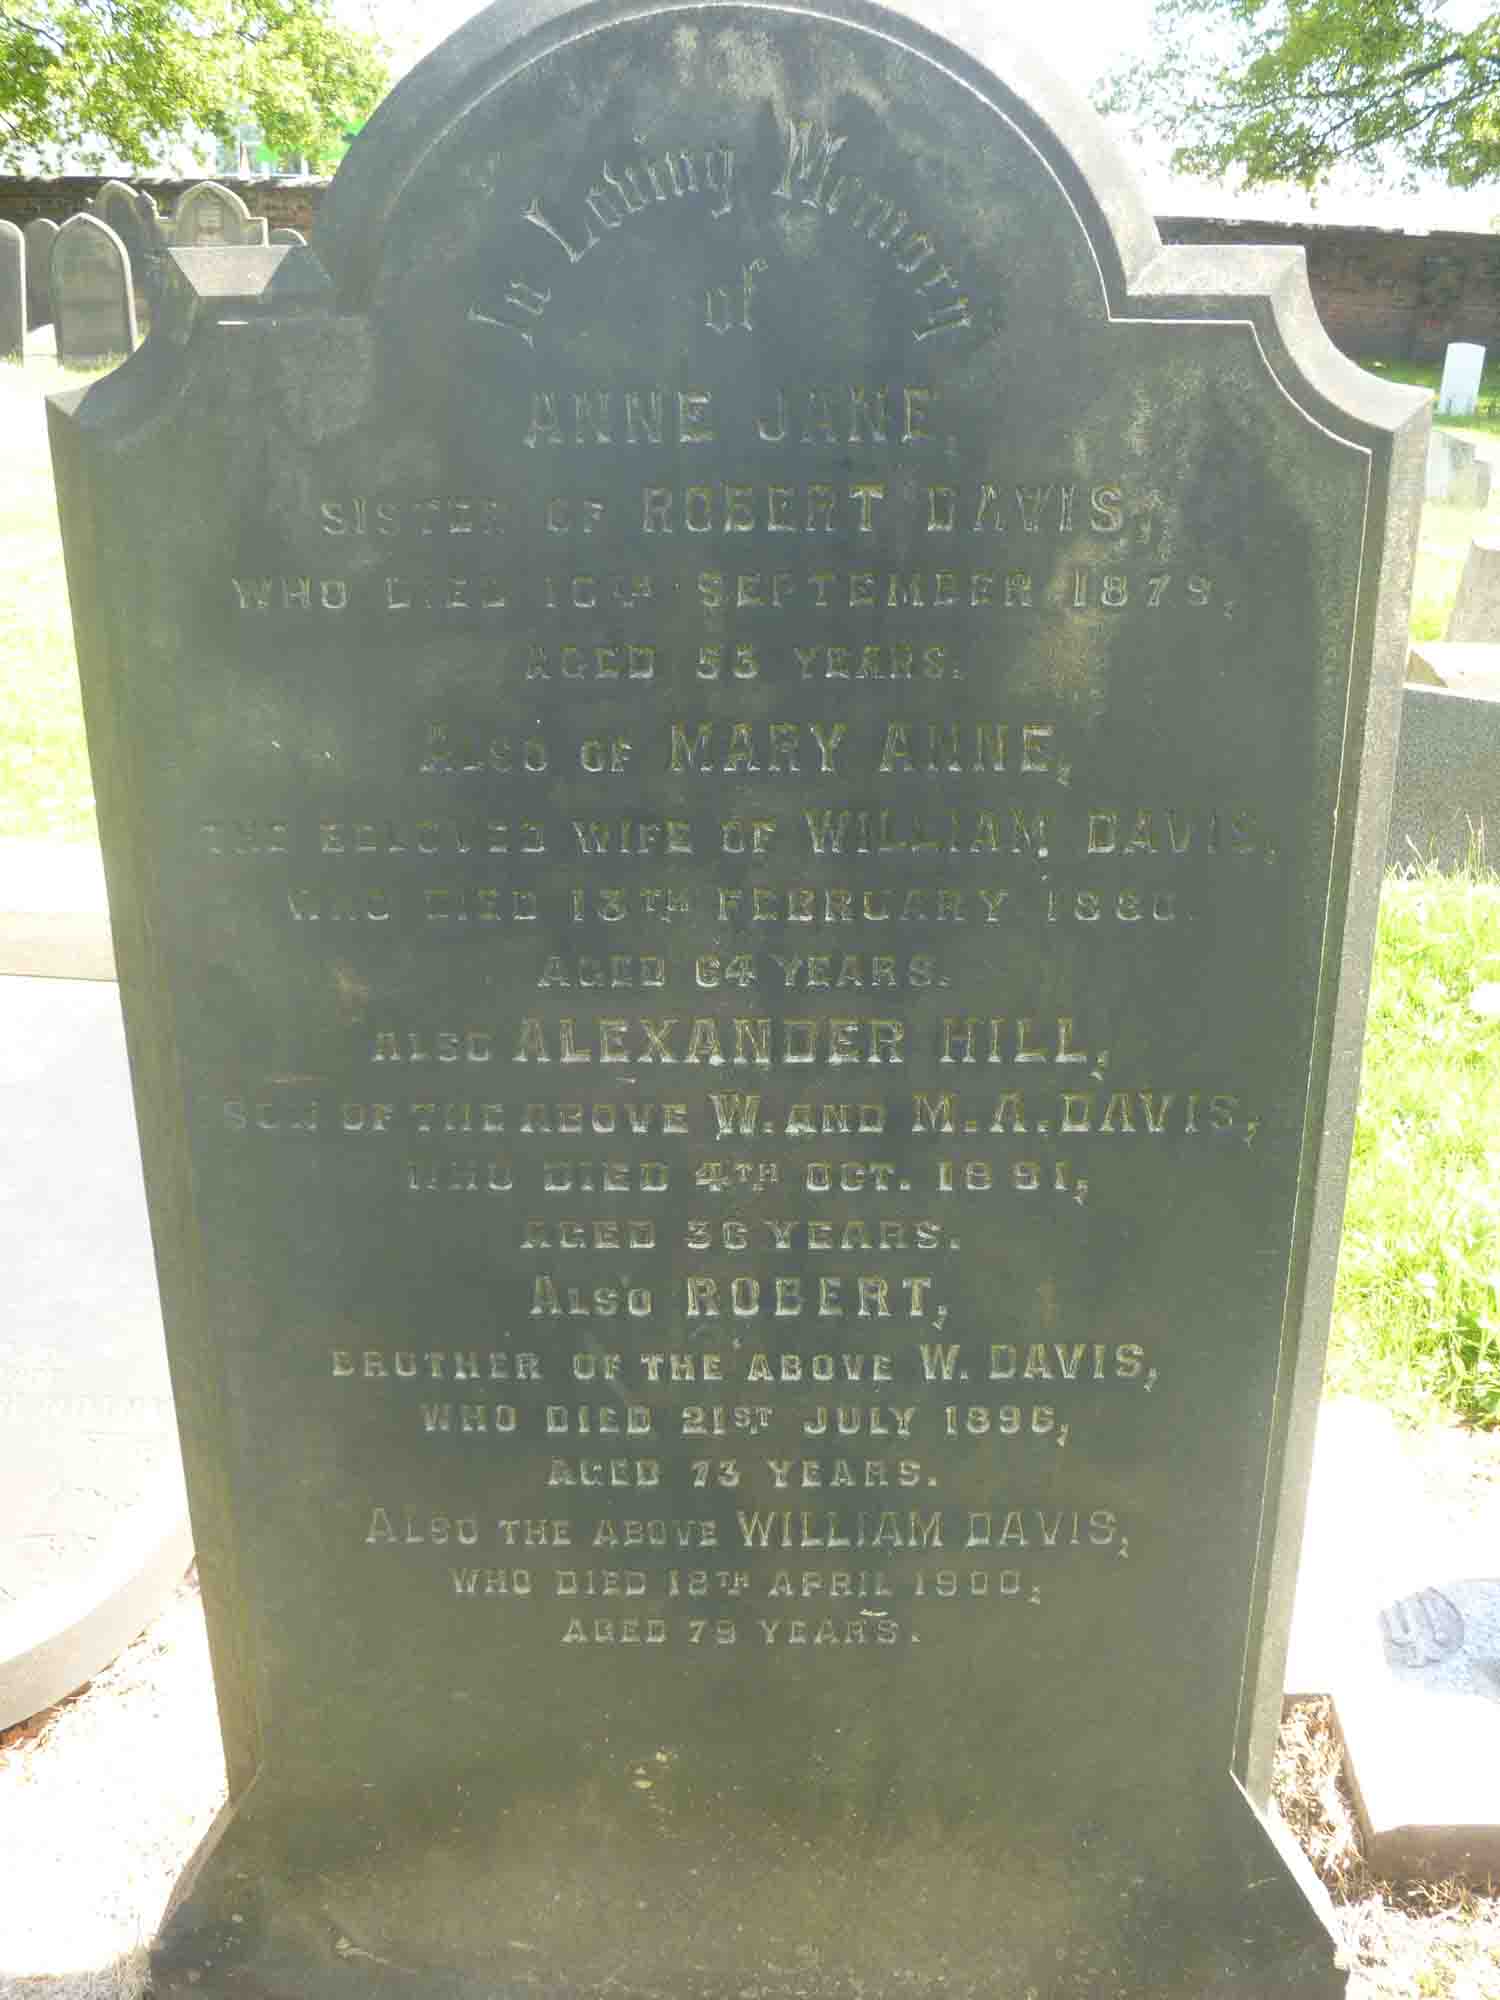 In Loving Memory
of
ANNE JANE,
SISTER OF ROBERT DAVIS,
WHO DIED 10TH SEPTEMBER 1879,
AGED 53 YEARS.
ALSO OF MARY ANNE,
THE BELOVED WIFE OF WILLIAM DAVIS,
WHO DIED 13TH FEBRUARY 1880.
AGED 64 YEARS.
ALSO ALEXANDER HILL,
SON OF THE ABOVE W. AND M. A. DAVIS,
WHO DIED 4TH OCT. 1891,
AGED 36 YEARS.
ALSO ROBERT,
BROTHER OF THE ABOVE W. DAVIS,
WHO DIED 21ST JULY 1896,
AGED 73 YEARS.
ALSO THE ABOVE WILLIAM DAVIS,
WHO DIED 18TH APRIL 1900,
AGED 79 YEARS.